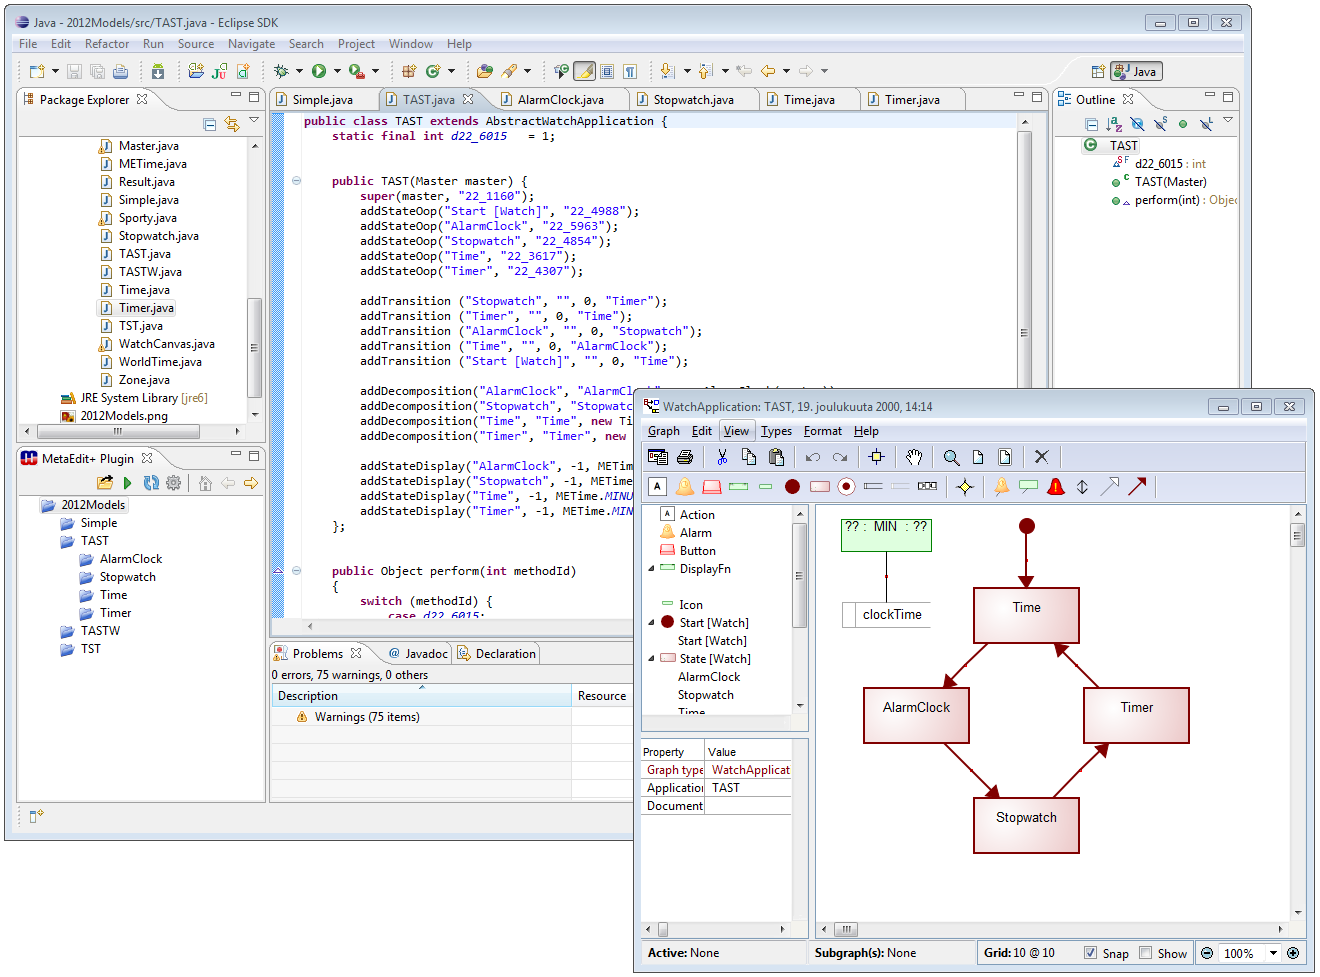 Java - 2012Models/src/TAST.java - Eclipse SDK
File Edit Refactor Run Source Navigate Search Project Window Help
Java
Package Explorer
Master.java
METime.java
Result.java
Simple.java
Sporty.java
Stopwatch.java
TAST.java
TASTW.java
Time.java
Timer.java
TST.java
WatchCanvas.java
WorldTime.java
Zone.java
JRE System Library [jre6]
2012Models.png
MetaEdit+ Plugin
2012Models
Simple
TAST
AlarmClock
Stopwatch
Time
Timer
TASTW
TST
Simple.java TAST.java AlarmClock.java Stopwatch.java Time.java Timer.java
public class TAST extends AbstractWatchApplication {
static final int d22_6015 = 1;
public TAST(Master master) {
super(master, "22_1160");
addStateOop("Start [Watch]", "22_4988");
addStateOop("AlarmClock", "22_5963");
addStateOop("Stopwatch", "22_4854");
addStateOop("Time", "22_3617");
addStateOop("Timer", "22_4307");
addTransition ("Stopwatch", "", 0, "Timer");
addTransition ("Timer", "", 0, "Time");
addTransition ("AlarmClock", "", 0, "Stopwatch");
addTransition ("Time", "", 0, "AlarmClock");
addTransition ("Start [Watch]", "", 0, "Time");
addDecomposition("AlarmClock", "AlarmClock
addDecomposition("Stopwatch", "Stopwatc
addDecomposition("Time", "Time", new Ti
addDecomposition("Timer", "Timer", new
addStateDisplay("AlarmClock", -1, METim
addStateDisplay("Stopwatch", -1, METime
addStateDisplay("Time", -1, METime.MINU
addStateDisplay("Timer", -1, METime.MIN
};
public Object perform(int methodId)
{
switch (methodId) {
case d22_6015:
Problems Javadoc Declaration
0 errors, 75 warnings, 0 others
Description Resource
Warnings (75 items)
Outline
TAST
d22_6015 : int
TAST(Master)
perform(int) : Objec
WatchApplication: TAST, 19. joulukuuta 2000, 14:14
Graph Edit View Types Format Help
Action
Alarm
Button
DisplayFn
Icon
Start [Watch]
Start [Watch]
State [Watch]
AlarmClock
Stopwatch
Time
Property Value
Graph type WatchApplicat
Application TAST
Document
?? : MIN : ??
clockTime
Time
AlarmClock
Timer
Stopwatch
Active: None Subgraph(s): None Grid: 10 @ 10 Snap Show 100%